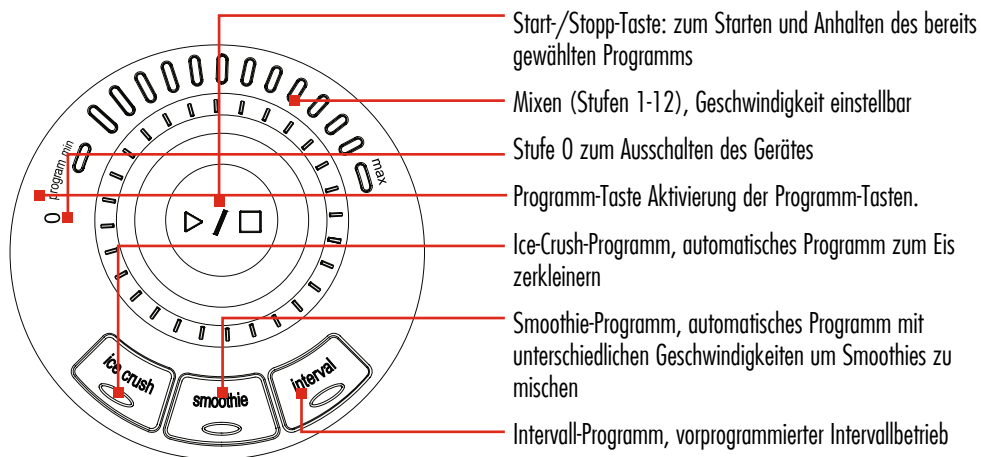 Start-/Stopp-Taste: zum Starten und Anhalten des bereits
gewählten Programms
Mixen (Stufen 1-12), Geschwindigkeit einstellbar
Stufe 0 zum Ausschalten des Gerätes
Programm-Taste Aktivierung der Programm-Tasten.
Ice-Crush-Programm, automatisches Programm zum Eis
zerkleinern
Smoothie-Programm, automatisches Programm mit
unterschiedlichen Geschwindigkeiten um Smoothies zu
mischen
Intervall-Programm, vorprogrammierter Intervallbetrieb
0
program
min
max
ice crush
smoothie
interval